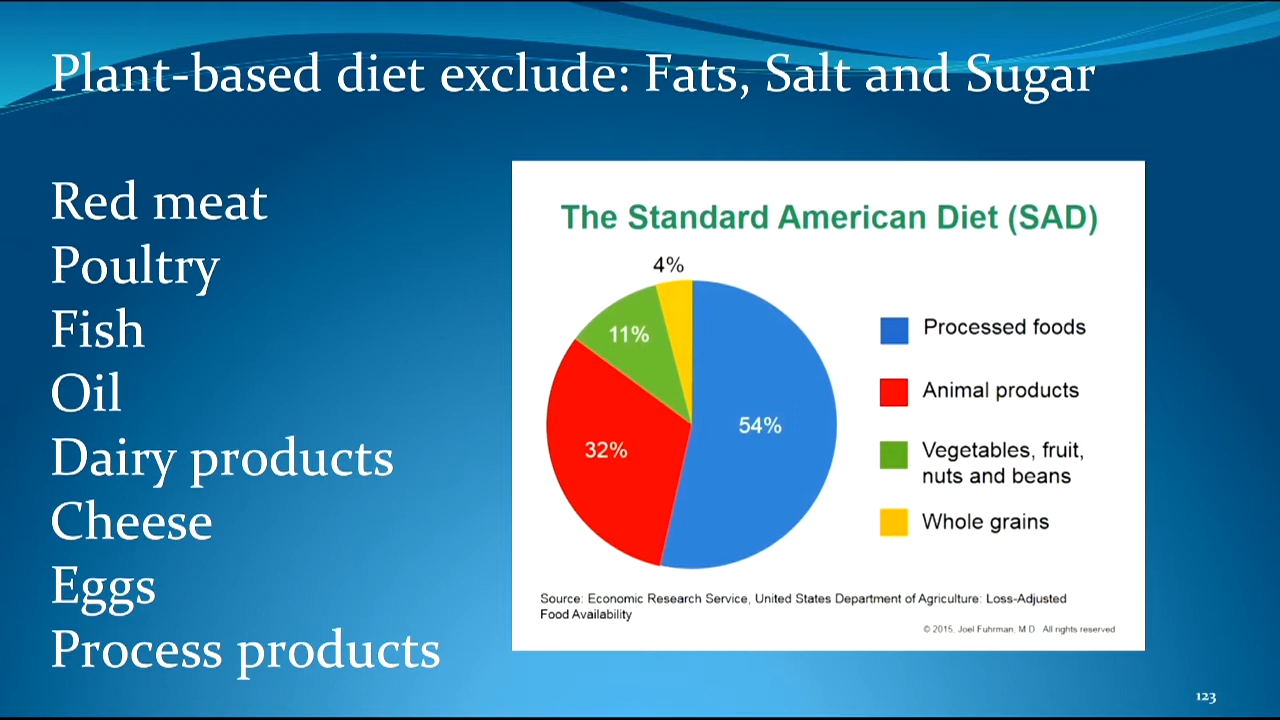 Plant-based diet exclude: Fats, Salt and Sugar
Red meat
Poultry
Fish
Oil
Dairy products
Cheese
Eggs
Process products
The Standard American Diet (SAD)
4%
11%
32%
54%
Processed foods
Animal products
Vegetables, fruit,
nuts and beans
Whole grains
Source: Economic Research Service, United States Department of Agriculture: Loss-Adjusted
Food Availability
© 2015, Joel Fuhrman, M D All rights reserved
123